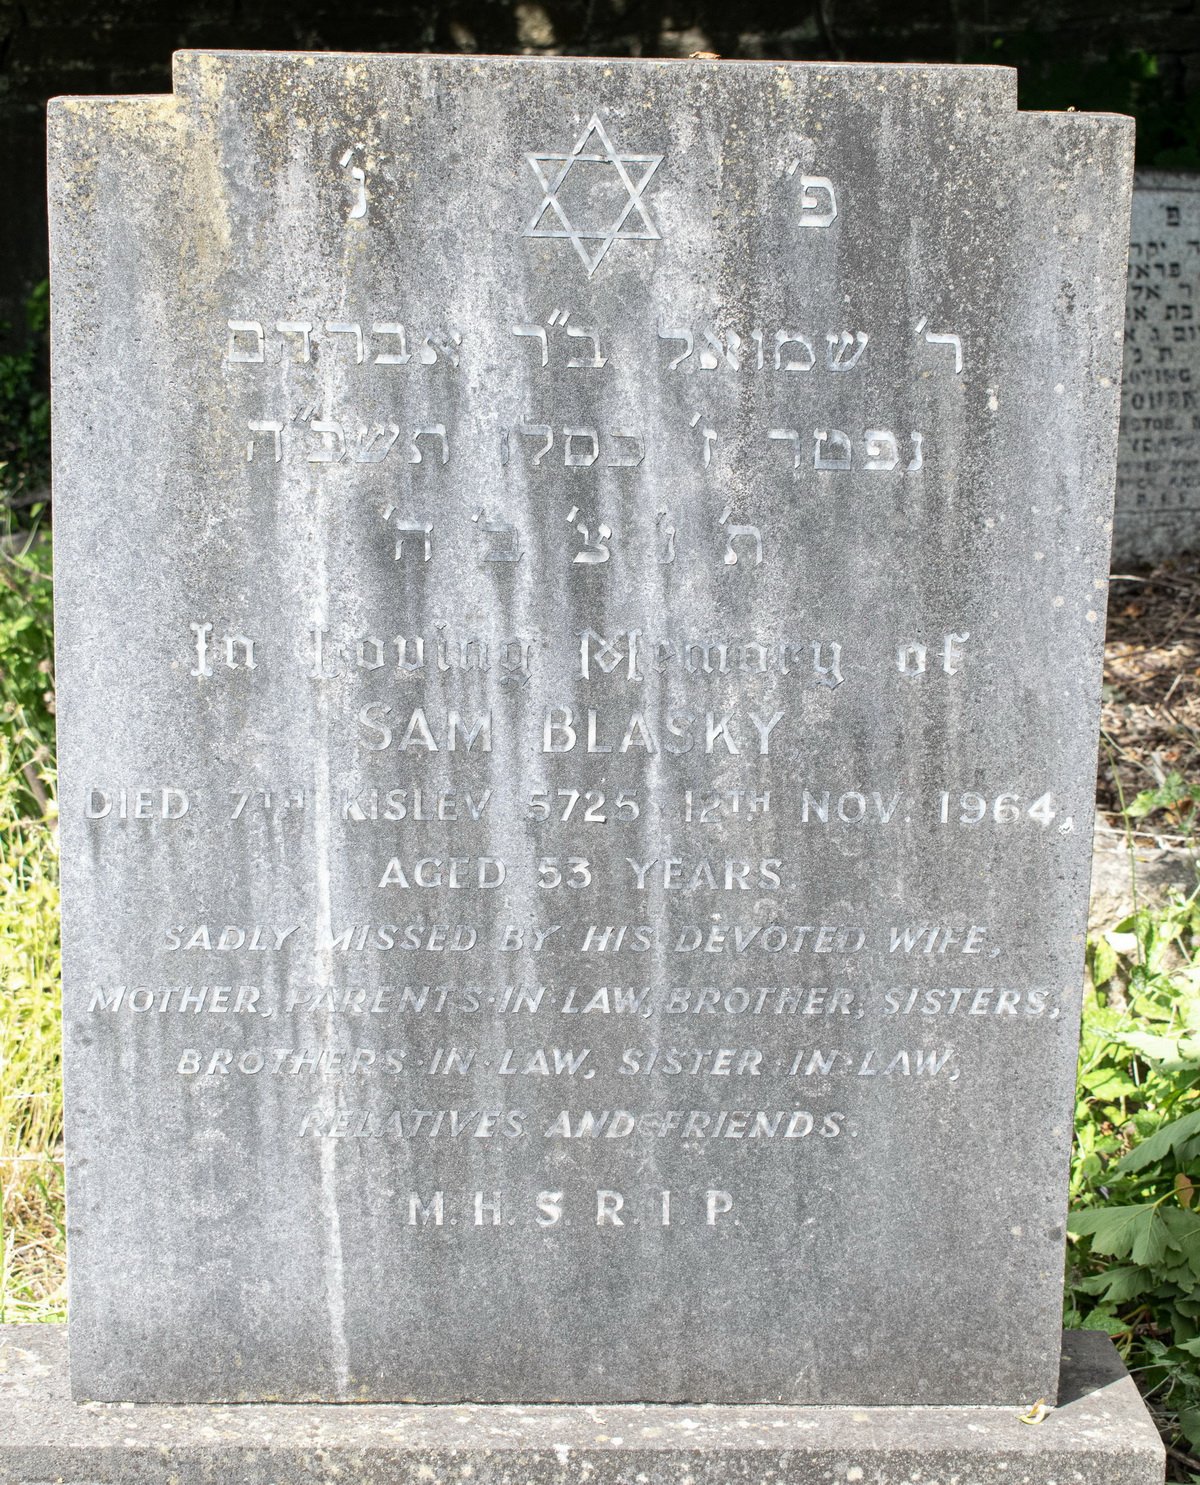 פ' נ'
ר' שמואל ב"ר אברהם
נפטר ז' כסלו תשכ"ה
ת' נ' צ' ב' ה'
In Loving Memory of
SAM BLASKY
DIED 7TH KISLEV 5725 · 12TH NOV. 1964,
AGED 53 YEARS.
SADLY MISSED BY HIS DEVOTED WIFE,
MOTHER, PARENTS·IN·LAW, BROTHER, SISTERS,
BROTHERS·IN·LAW, SISTER·IN·LAW,
RELATIVES AND FRIENDS.
M.H.S.R.I.P.